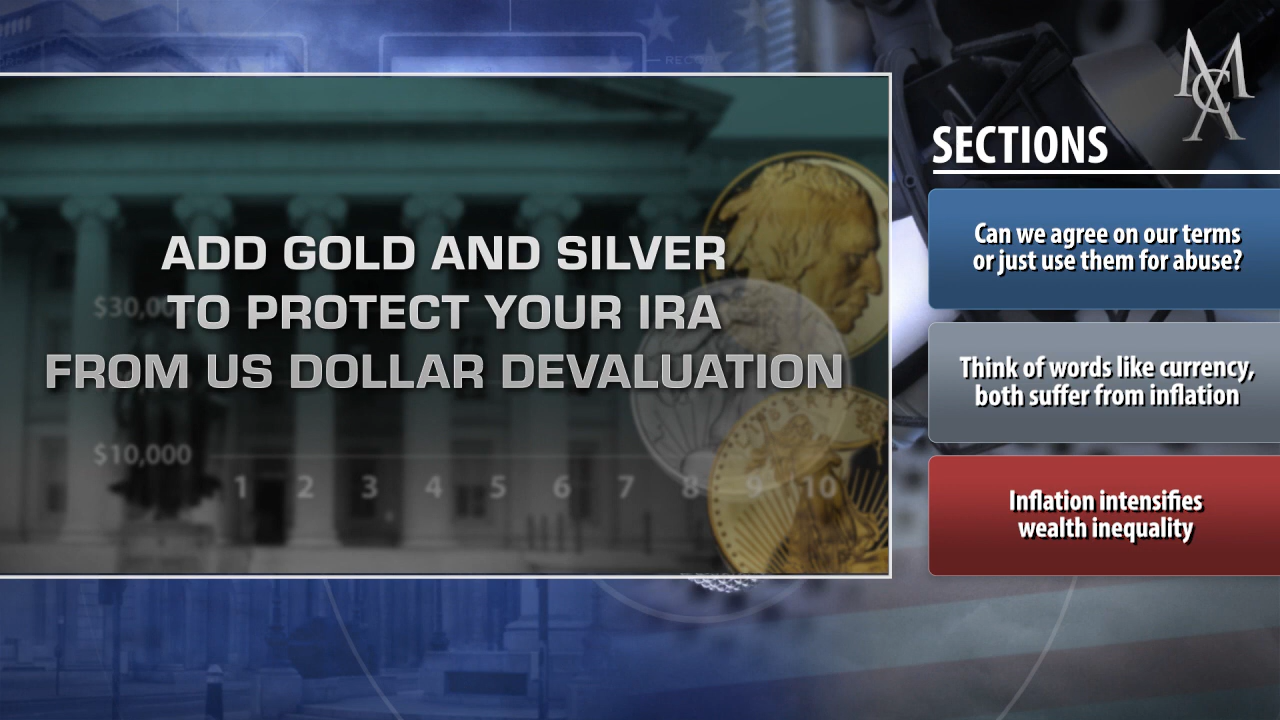 ADD GOLD AND SILVER
TO PROTECT YOUR IRA
FROM US DOLLAR DEVALUATION
$10,000
1 2 3 4 5 6 7 8 9 10
MCA
SECTIONS
Can we agree on our terms
or just use them for abuse?
Think of words like currency,
both suffer from inflation
Inflation intensifies
wealth inequality